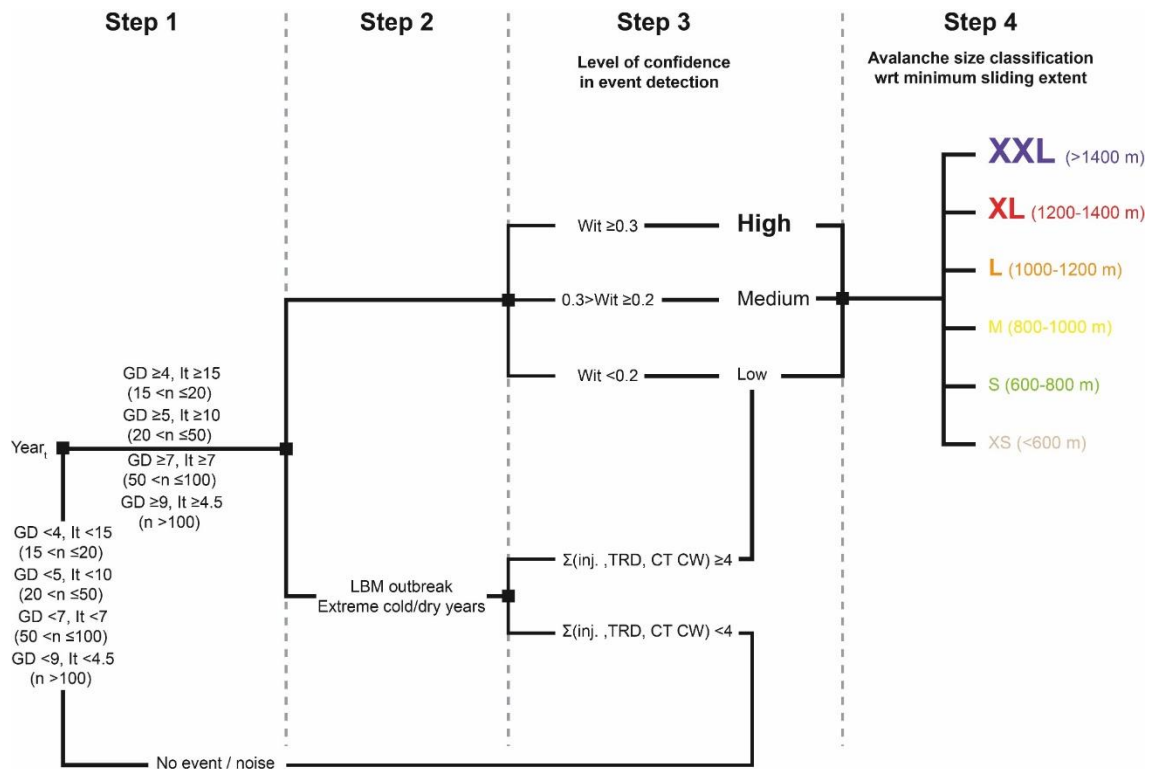 Step 1
Step 2
Step 3
Step 4
Level of confidence
in event detection
Avalanche size classification
wrt minimum sliding extent
XXL (>1400 m)
XL (1200-1400 m)
L (1000-1200 m)
M (800-1000 m)
S (600-800 m)
XS (<600 m)
Wit ≥0.3
High
0.3>Wit ≥0.2
Medium
Wit <0.2
Low
GD ≥4, It ≥15
(15 <n ≤20)
GD ≥5, It ≥10
(20 <n ≤50)
Year t
GD ≥7, It ≥7
(50 <n ≤100)
GD ≥9, It ≥4.5
(n >100)
GD <4, It <15
(15 <n ≤20)
GD <5, It <10
(20 <n ≤50)
GD <7, It <7
(50 <n ≤100)
GD <9, It <4.5
(n >100)
LBM outbreak
Extreme cold/dry years
Σ(inj. ,TRD, CT CW) ≥4
Σ(inj. ,TRD, CT CW) <4
No event / noise